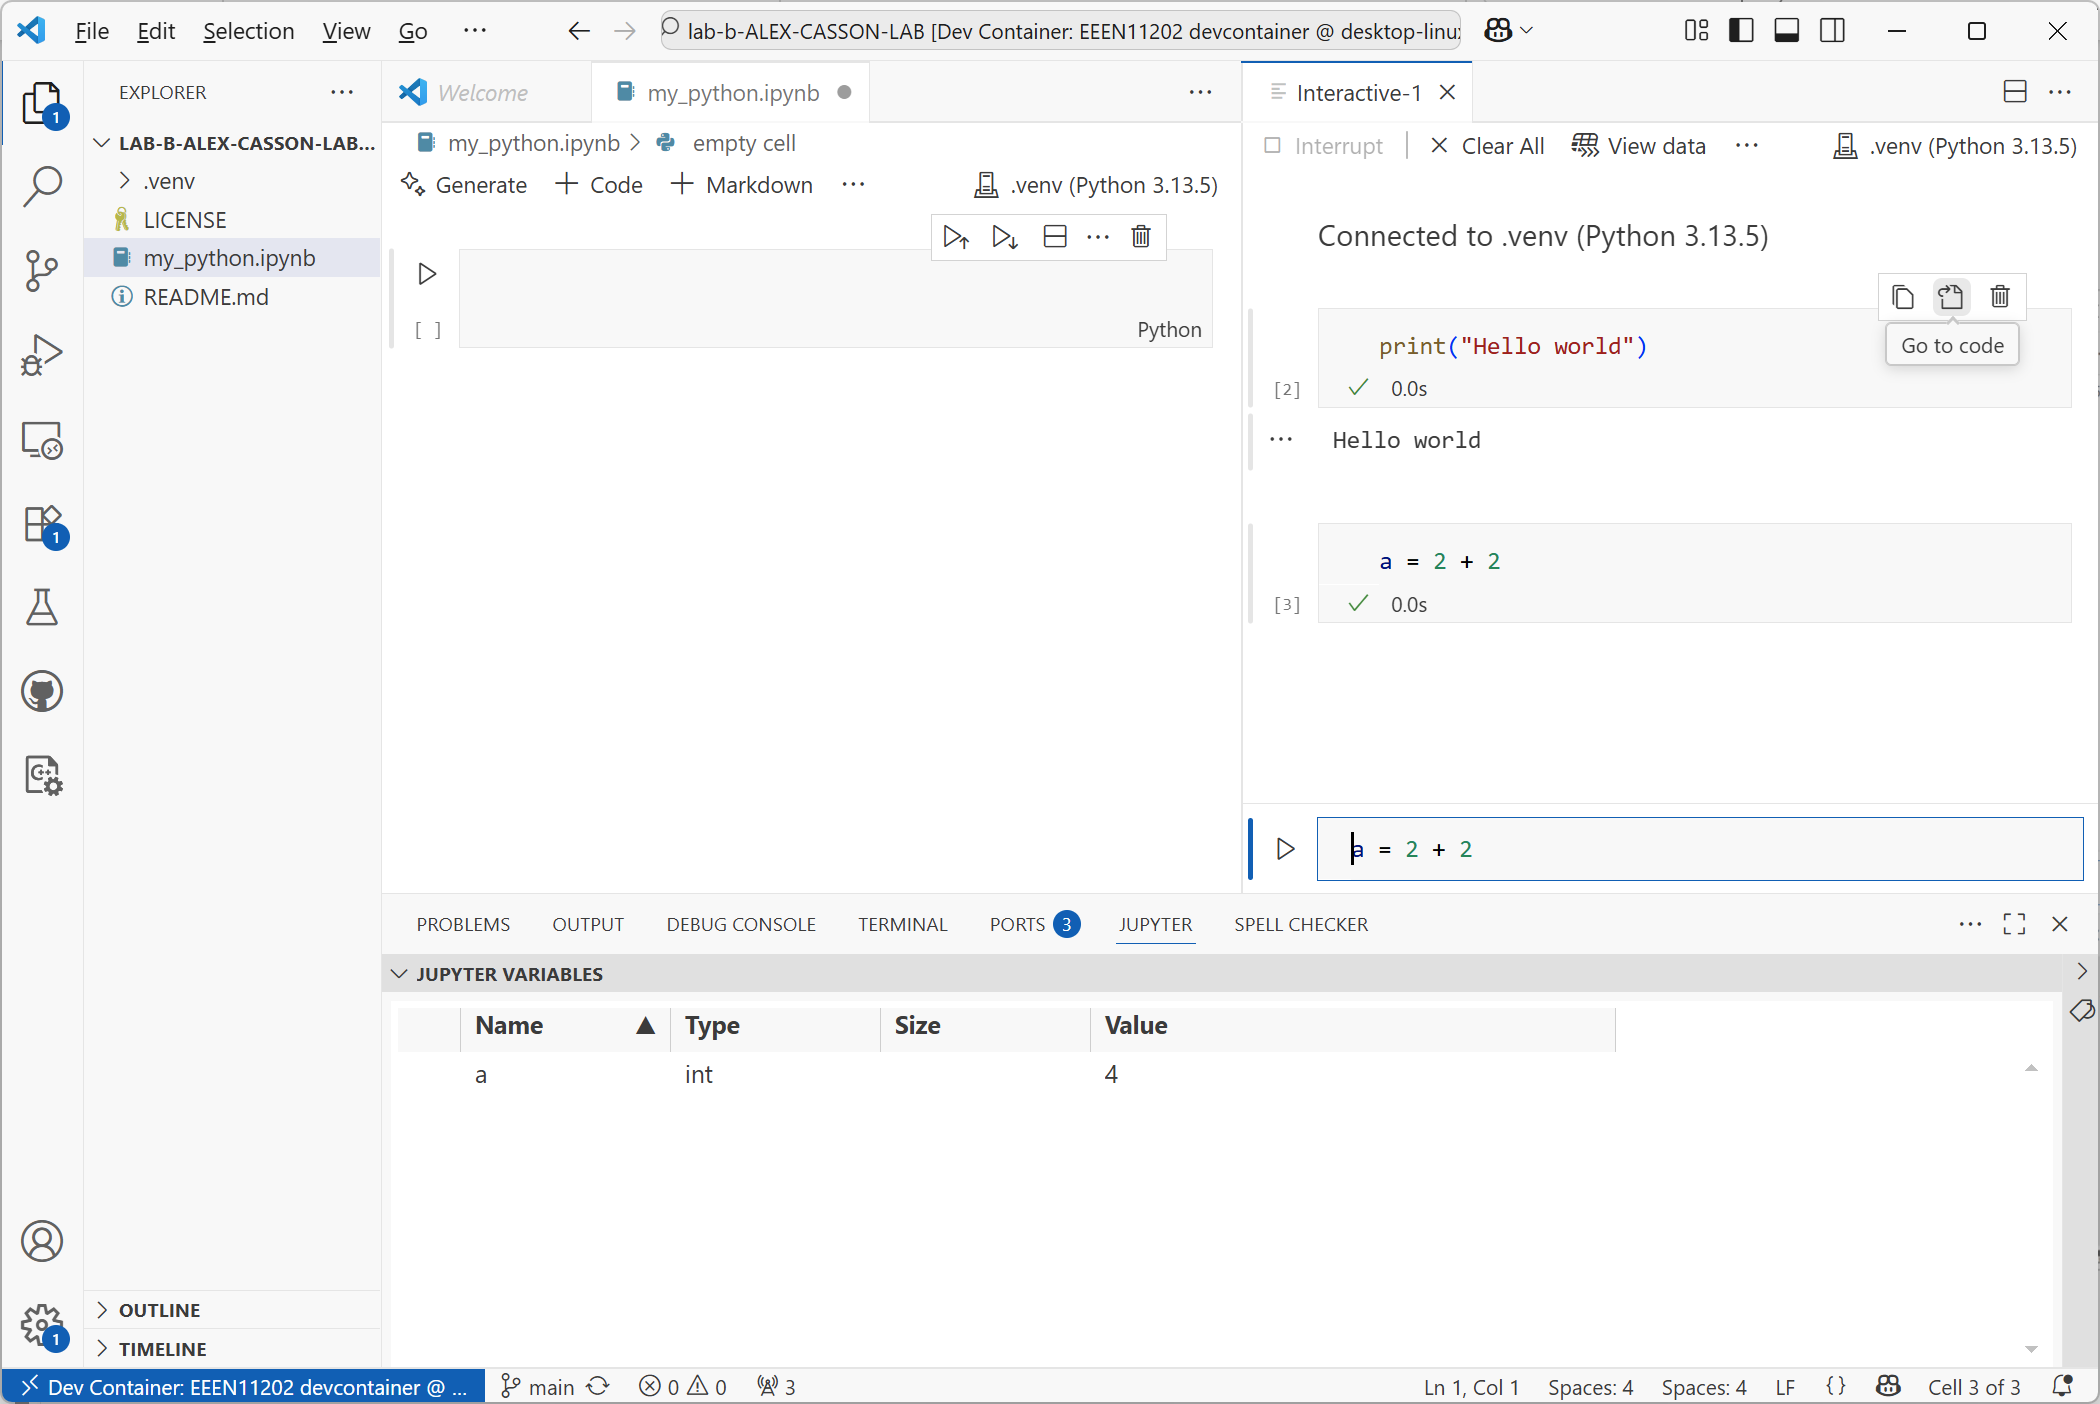 File Edit Selection View Go ···
lab-b-ALEX-CASSON-LAB [Dev Container: EEEN11202 devcontainer @ desktop-linux
EXPLORER
LAB-B-ALEX-CASSON-LAB...
.venv
LICENSE
my_python.ipynb
README.md
OUTLINE
TIMELINE
1
1
1
Welcome
my_python.ipynb
my_python.ipynb > empty cell
Generate + Code + Markdown ··· .venv (Python 3.13.5)
[ ]
Python
Interactive-1
Interrupt | Clear All View data ··· .venv (Python 3.13.5)
Connected to .venv (Python 3.13.5)
Go to code
print("Hello world")
[2] 0.0s
Hello world
a = 2 + 2
[3] 0.0s
a = 2 + 2
PROBLEMS OUTPUT DEBUG CONSOLE TERMINAL PORTS 3 JUPYTER SPELL CHECKER
JUPYTER VARIABLES
Name Type Size Value
a int 4
Dev Container: EEEN11202 devcontainer @ ... main 0 0 3 Ln 1, Col 1 Spaces: 4 Spaces: 4 LF {} Cell 3 of 3